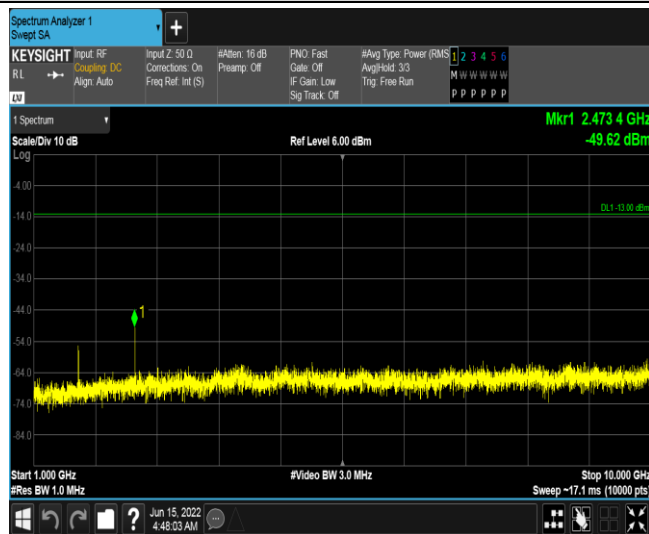 Spectrum Analyzer 1
Swept SA
+
KEYSIGHT
RL
LXI
Input: RF
Coupling: DC
Align: Auto
Input Z: 50 Ω
Corrections: On
Freq Ref: Int (S)
#Atten: 16 dB
Preamp: Off
PNO: Fast
Gate: Off
IF Gain: Low
Sig Track: Off
#Avg Type: Power (RMS
Avg|Hold: 3/3
Trig: Free Run
1 2 3 4 5 6
M W W W W W
P P P P P P
1 Spectrum
Mkr1 2.473 4 GHz
Scale/Div 10 dB
Ref Level 6.00 dBm
-49.62 dBm
Log
-4.00
DL1 -13.00 dBm
-14.0
-24.0
-34.0
-44.0
1
-54.0
-64.0
-74.0
-84.0
Start 1.000 GHz
#Video BW 3.0 MHz
Stop 10.000 GHz
#Res BW 1.0 MHz
Sweep ~17.1 ms (10000 pts)
?
Jun 15, 2022
4:48:03 AM